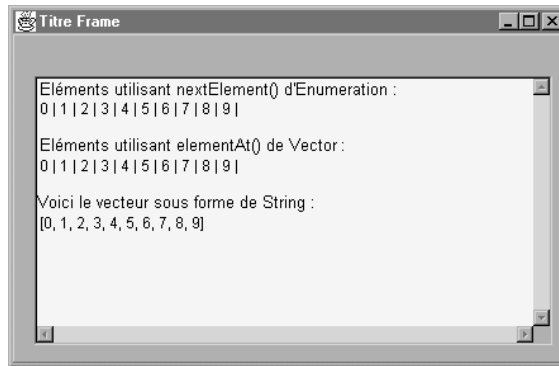 Titre Frame
Eléments utilisant nextElement() d'Enumeration :
0 | 1 | 2 | 3 | 4 | 5 | 6 | 7 | 8 | 9 |
Eléments utilisant elementAt() de Vector :
0 | 1 | 2 | 3 | 4 | 5 | 6 | 7 | 8 | 9 |
Voici le vecteur sous forme de String :
[0, 1, 2, 3, 4, 5, 6, 7, 8, 9]